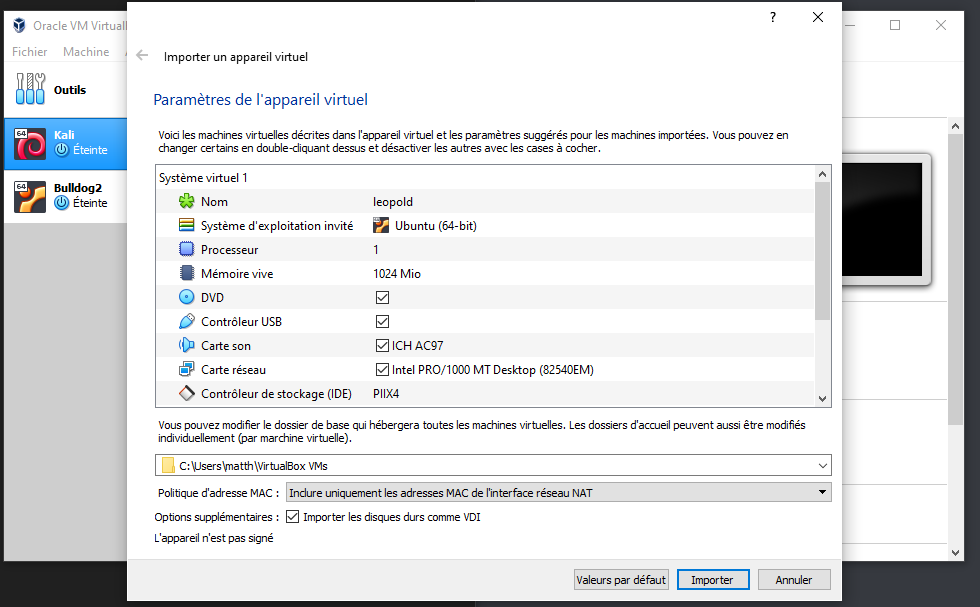 Oracle VM Virtuall
Fichier Machine
Outils
64
Kali
Éteinte
64
Bulldog2
Éteinte
?
Importer un appareil virtuel
Paramètres de l'appareil virtuel
Voici les machines virtuelles décrites dans l'appareil virtuel et les paramètres suggérés pour les machines importées. Vous pouvez en
changer certains en double-cliquant dessus et désactiver les autres avec les cases à cocher.
Système virtuel 1
Nom leopold
Système d'exploitation invité Ubuntu (64-bit)
Processeur 1
Mémoire vive 1024 Mio
DVD
Contrôleur USB
Carte son ICH AC97
Carte réseau Intel PRO/1000 MT Desktop (82540EM)
Contrôleur de stockage (IDE) PIIX4
Vous pouvez modifier le dossier de base qui hébergera toutes les machines virtuelles. Les dossiers d'accueil peuvent aussi être modifiés
individuellement (par marchine virtuelle).
C:\Users\matth\VirtualBox VMs
Politique d'adresse MAC : Inclure uniquement les adresses MAC de l'interface réseau NAT
Options supplémentaires : Importer les disques durs comme VDI
L'appareil n'est pas signé
Valeurs par défaut Importer Annuler